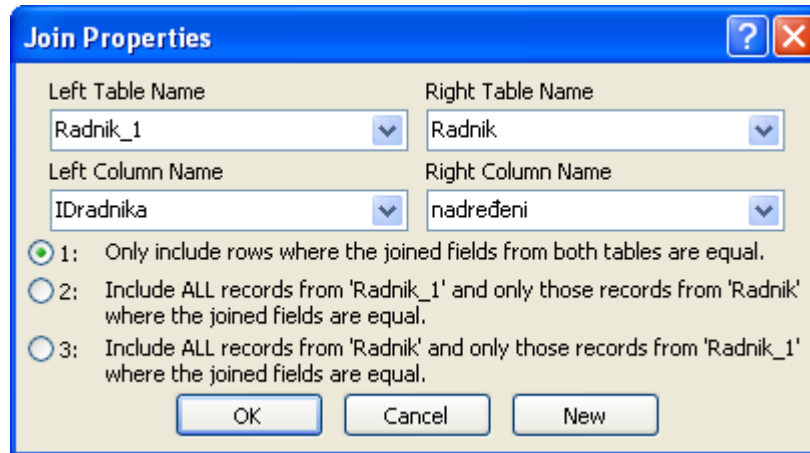 Join Properties
Left Table Name
Right Table Name
Radnik_1
Radnik
Left Column Name
Right Column Name
IDradnika
nadređeni
1: Only include rows where the joined fields from both tables are equal.
2: Include ALL records from 'Radnik_1' and only those records from 'Radnik'
where the joined fields are equal.
3: Include ALL records from 'Radnik' and only those records from 'Radnik_1'
where the joined fields are equal.
OK
Cancel
New